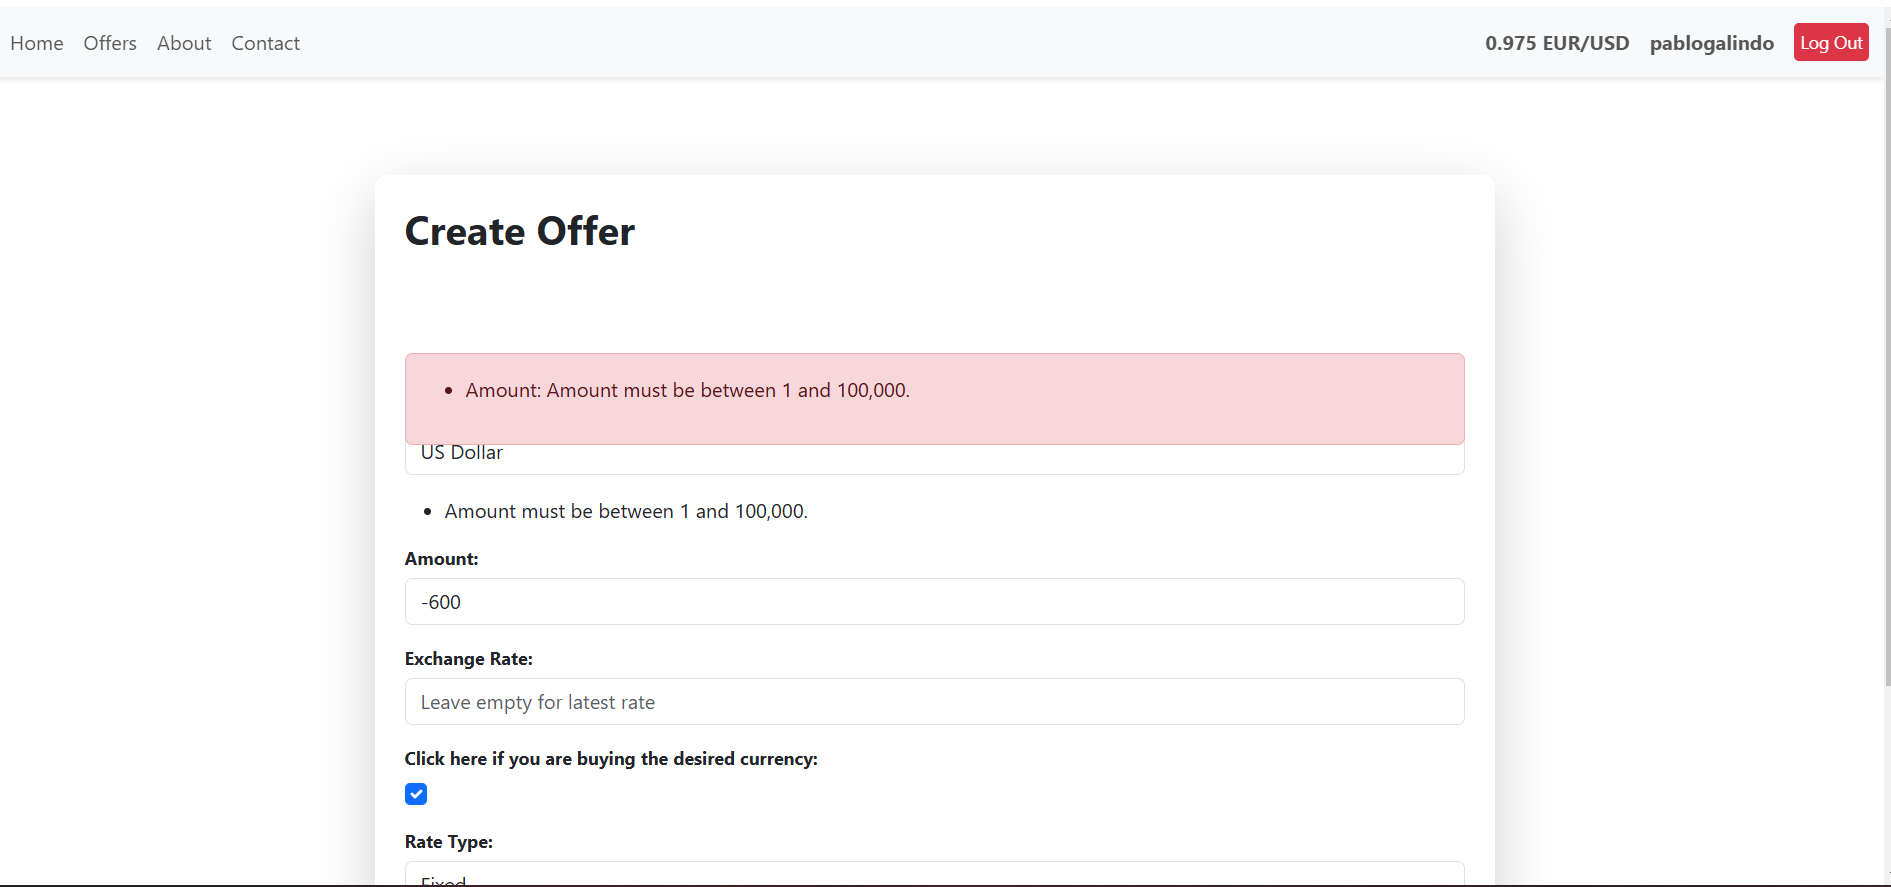 Home Offers About Contact 0.975 EUR/USD pablogalindo Log Out
Create Offer
• Amount: Amount must be between 1 and 100,000.
US Dollar
• Amount must be between 1 and 100,000.
Amount:
-600
Exchange Rate:
Leave empty for latest rate
Click here if you are buying the desired currency:
Rate Type:
Fixed